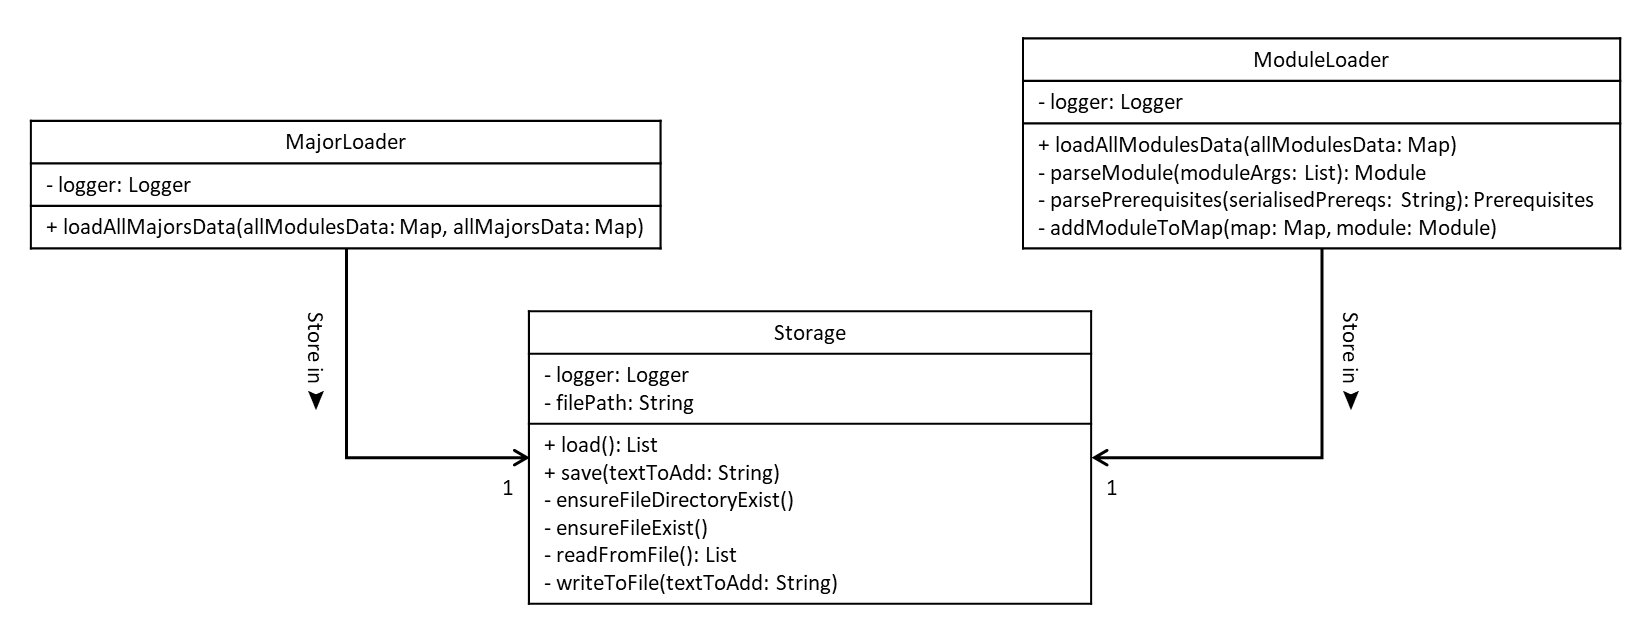 MajorLoader
- logger: Logger
+ loadAllMajorsData(allModulesData: Map, allMajorsData: Map)
ModuleLoader
- logger: Logger
+ loadAllModulesData(allModulesData: Map)
- parseModule(moduleArgs: List): Module
- parsePrerequisites(serialisedPrereqs: String): Prerequisites
- addModuleToMap(map: Map, module: Module)
Store in
Store in
Storage
- logger: Logger
- filePath: String
+ load(): List
+ save(textToAdd: String)
- ensureFileDirectoryExist()
- ensureFileExist()
- readFromFile(): List
- writeToFile(textToAdd: String)
1
1